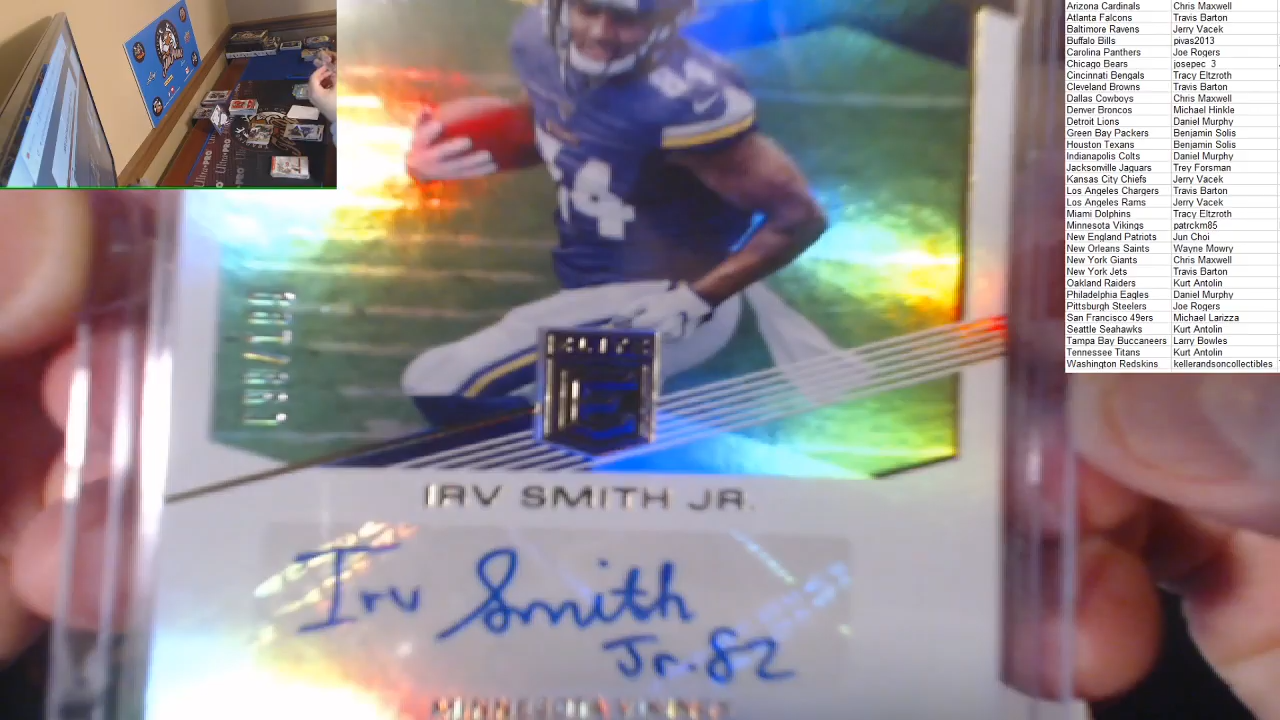 Arizona Cardinals Chris Maxwell
Atlanta Falcons Travis Barton
Baltimore Ravens Jerry Vacek
Buffalo Bills pivas2013
Carolina Panthers Joe Rogers
Chicago Bears josepec 3
Cincinnati Bengals Tracy Eltzroth
Cleveland Browns Travis Barton
Dallas Cowboys Chris Maxwell
Denver Broncos Michael Hinkle
Detroit Lions Daniel Murphy
Green Bay Packers Benjamin Solis
Houston Texans Benjamin Solis
Indianapolis Colts Daniel Murphy
Jacksonville Jaguars Trey Forsman
Kansas City Chiefs Jerry Vacek
Los Angeles Chargers Travis Barton
Los Angeles Rams Jerry Vacek
Miami Dolphins Tracy Eltzroth
Minnesota Vikings patrckm85
New England Patriots Jun Choi
New Orleans Saints Wayne Mowry
New York Giants Chris Maxwell
New York Jets Travis Barton
Oakland Raiders Kurt Antolin
Philadelphia Eagles Daniel Murphy
Pittsburgh Steelers Joe Rogers
San Francisco 49ers Michael Larizza
Seattle Seahawks Kurt Antolin
Tampa Bay Buccaneers Larry Bowles
Tennessee Titans Kurt Antolin
Washington Redskins kellerandsoncollectibles
84
84
IRV SMITH JR.
Irv Smith
Jr. 82
MINNESOTA VIKINGS